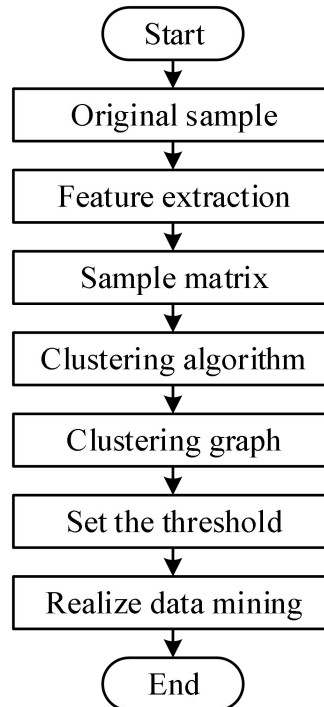 Start
Original sample
Feature extraction
Sample matrix
Clustering algorithm
Clustering graph
Set the threshold
Realize data mining
End